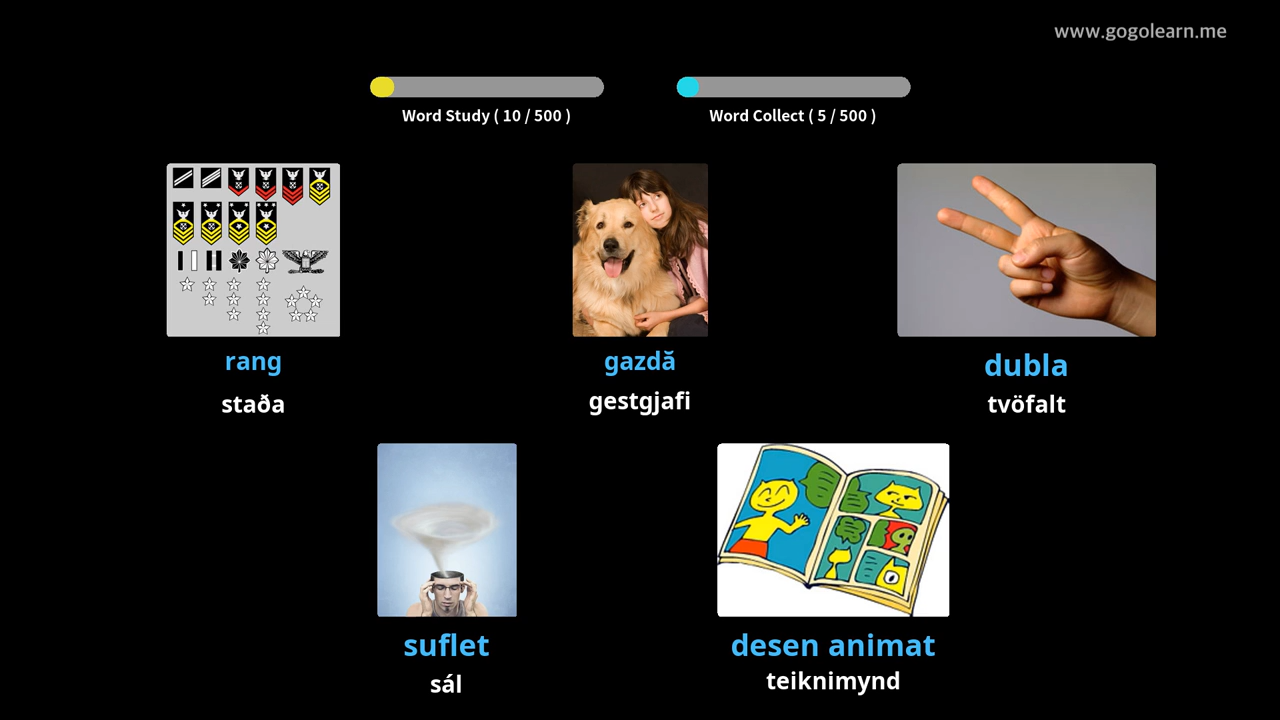 www.gogolearn.me
Word Study ( 10 / 500 )
Word Collect ( 5 / 500 )
rang
staða
gazdă
gestgjafi
dubla
tvöfalt
suflet
sál
desen animat
teiknimynd